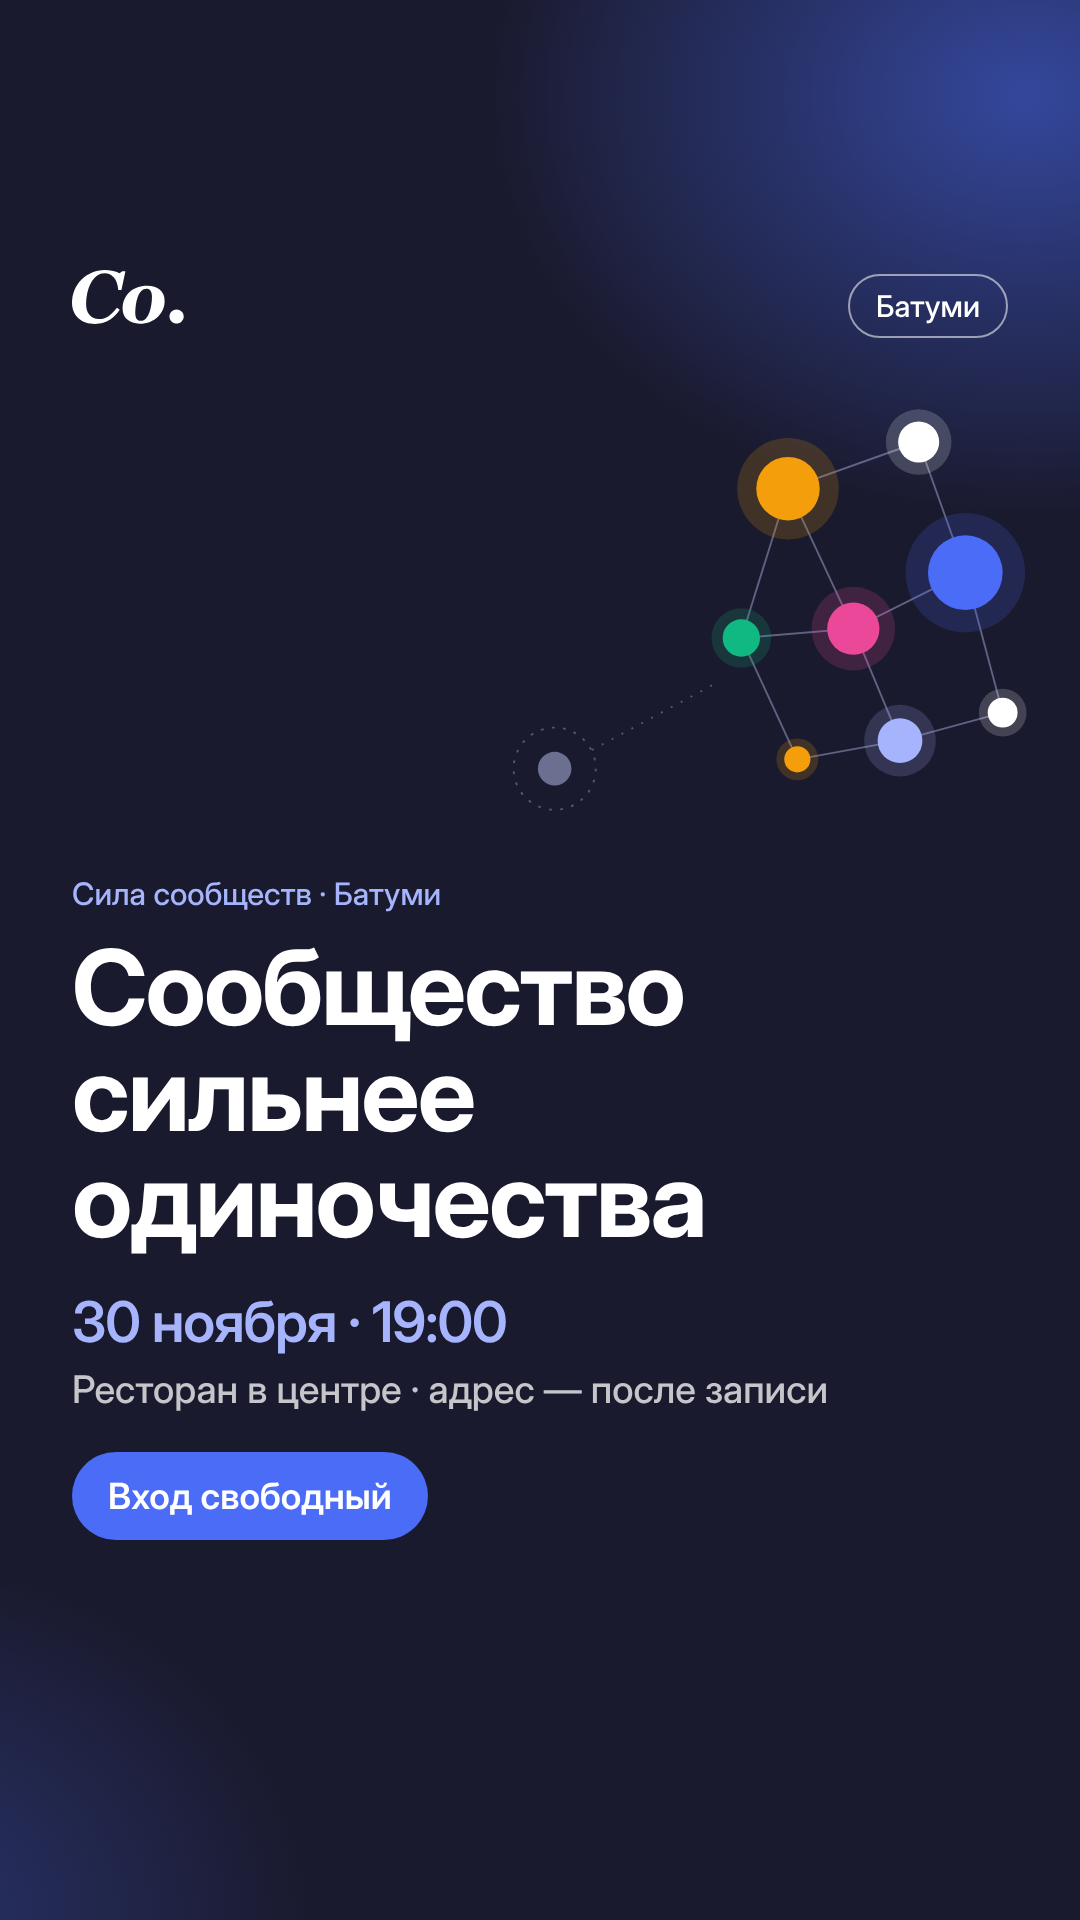 Co.
Батуми
Сила сообществ · Батуми
Сообщество
сильнее
одиночества
30 ноября · 19:00
Ресторан в центре · адрес — после записи
Вход свободный